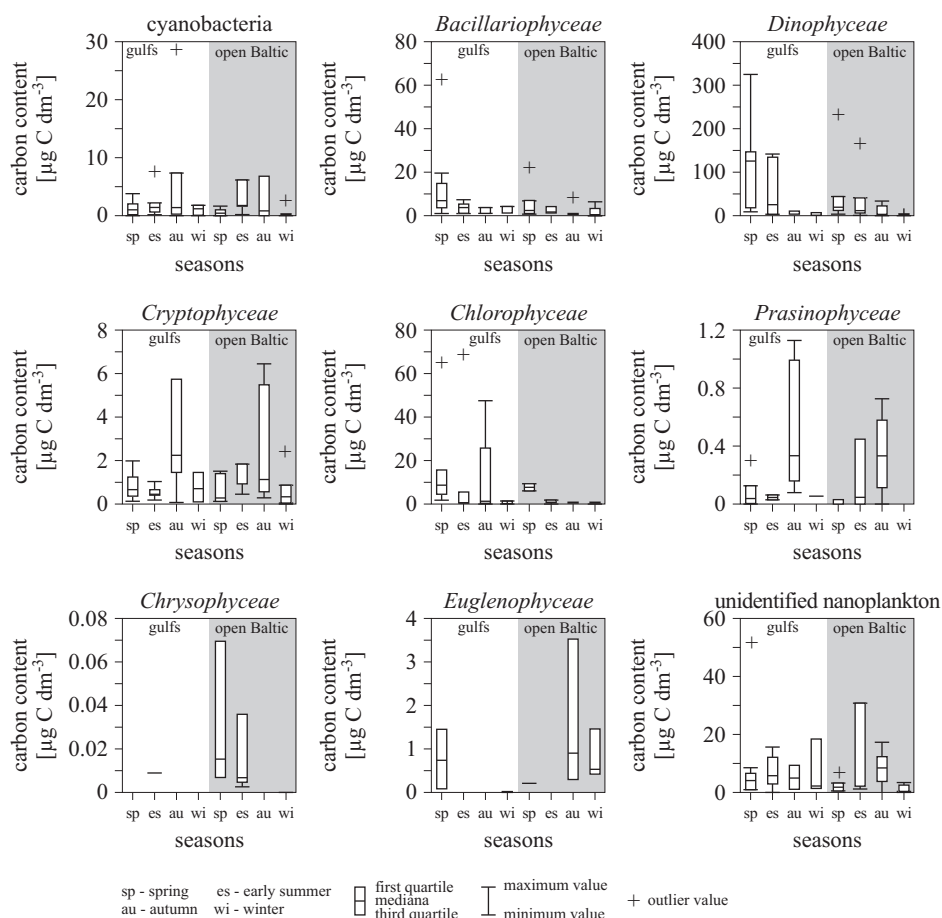 cyanobacteria
carbon content
[µg C dm⁻³]
30
20
10
0
gulfs
open Baltic
sp es au wi sp es au wi
seasons
Bacillariophyceae
carbon content
[µg C dm⁻³]
80
60
40
20
0
gulfs
open Baltic
sp es au wi sp es au wi
seasons
Dinophyceae
carbon content
[µg C dm⁻³]
400
300
200
100
0
gulfs
open Baltic
sp es au wi sp es au wi
seasons
Cryptophyceae
carbon content
[µg C dm⁻³]
8
6
4
2
0
gulfs
open Baltic
sp es au wi sp es au wi
seasons
Chlorophyceae
carbon content
[µg C dm⁻³]
80
60
40
20
0
gulfs
open Baltic
sp es au wi sp es au wi
seasons
Prasinophyceae
carbon content
[µg C dm⁻³]
1.2
0.8
0.4
0
gulfs
open Baltic
sp es au wi sp es au wi
seasons
Chrysophyceae
carbon content
[µg C dm⁻³]
0.08
0.06
0.04
0.02
0
gulfs
open Baltic
sp es au wi sp es au wi
seasons
Euglenophyceae
carbon content
[µg C dm⁻³]
4
3
2
1
0
gulfs
open Baltic
sp es au wi sp es au wi
seasons
unidentified nanoplankton
carbon content
[µg C dm⁻³]
60
40
20
0
gulfs
open Baltic
sp es au wi sp es au wi
seasons
sp - spring es - early summer
au - autumn wi - winter
first quartile
mediana
third quartile
maximum value
minimum value
+ outlier value